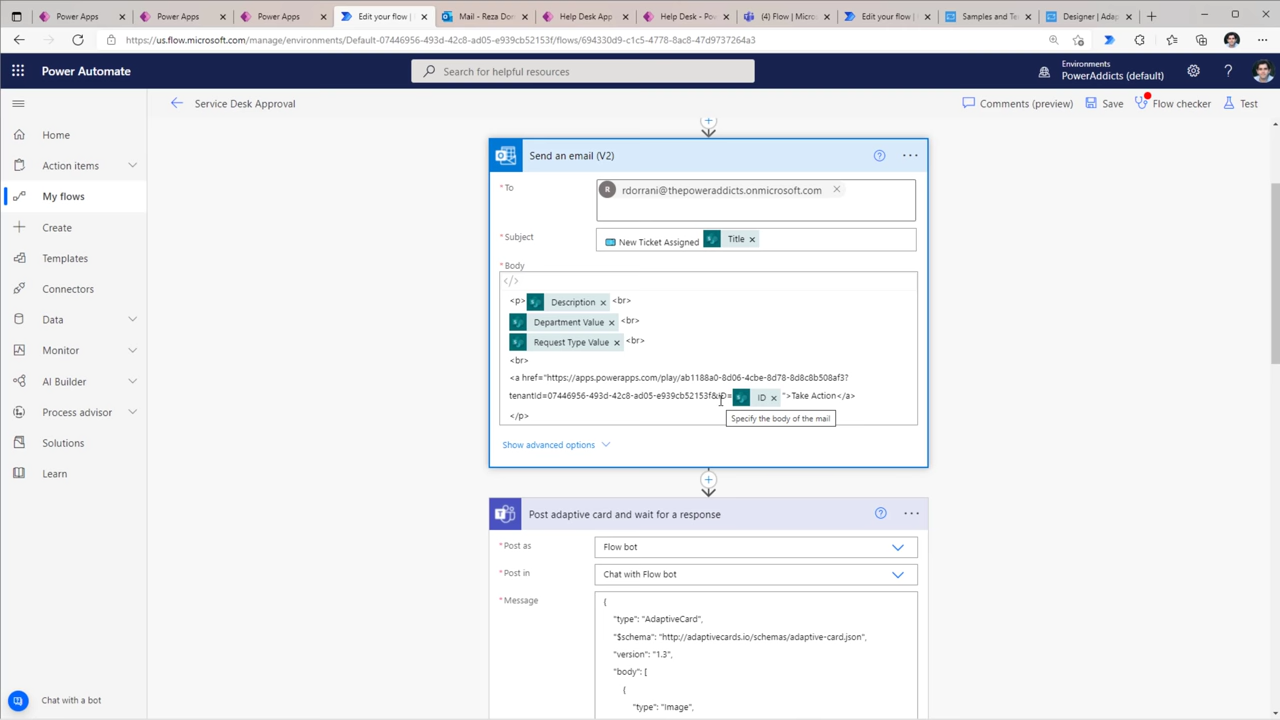 Power Apps
Power Apps
Power Apps
Edit your flow |
Mail - Reza Dor
Help Desk App
Help Desk - Pow
(4) Flow | Micros
Edit your flow |
Samples and Te
Designer | Adap
https://us.flow.microsoft.com/manage/environments/Default-07446956-493d-42c8-ad05-e939cb52153f/flows/694330d9-c1c5-4778-8ac8-47d9737264a3
Power Automate
Search for helpful resources
Environments
PowerAddicts (default)
Service Desk Approval
Comments (preview)
Save
Flow checker
Test
Home
Action items
My flows
Create
Templates
Connectors
Data
Monitor
AI Builder
Process advisor
Solutions
Learn
Chat with a bot
Send an email (V2)
* To
R rdorrani@thepoweraddicts.onmicrosoft.com
* Subject
New Ticket Assigned Title
* Body
</>
<p> Description <br>
Department Value <br>
Request Type Value <br>
<br>
<a href="https://apps.powerapps.com/play/ab1188a0-8d06-4cbe-8d78-8d8c8b508af3?
tenantId=07446956-493d-42c8-ad05-e939cb52153f&ID= ID ">Take Action</a>
</p>
Specify the body of the mail
Show advanced options
Post adaptive card and wait for a response
* Post as
Flow bot
* Post in
Chat with Flow bot
* Message
{
"type": "AdaptiveCard",
"$schema": "http://adaptivecards.io/schemas/adaptive-card.json",
"version": "1.3",
"body": [
{
"type": "Image",